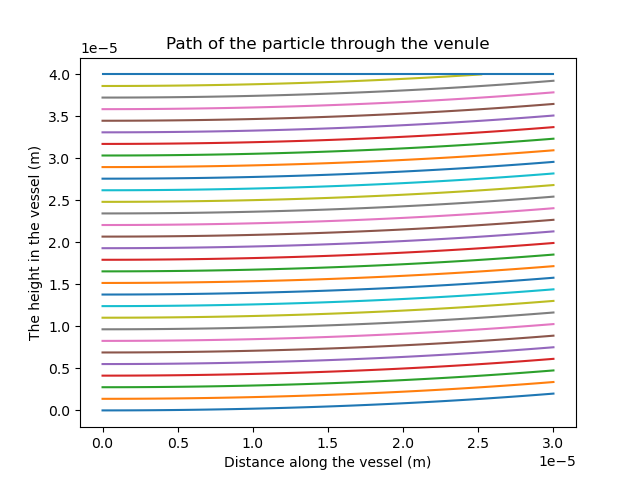 Path of the particle through the venule
1e−5
4.0
3.5
3.0
2.5
2.0
1.5
1.0
0.5
0.0
The height in the vessel (m)
0.0 0.5 1.0 1.5 2.0 2.5 3.0
Distance along the vessel (m)
1e−5